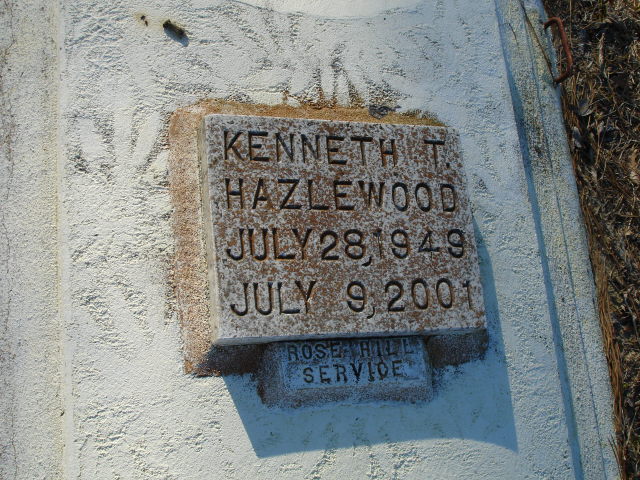 KENNETH T.
HAZLEWOOD
JULY 28, 1949
JULY 9, 2001
ROSE HILL
SERVICE